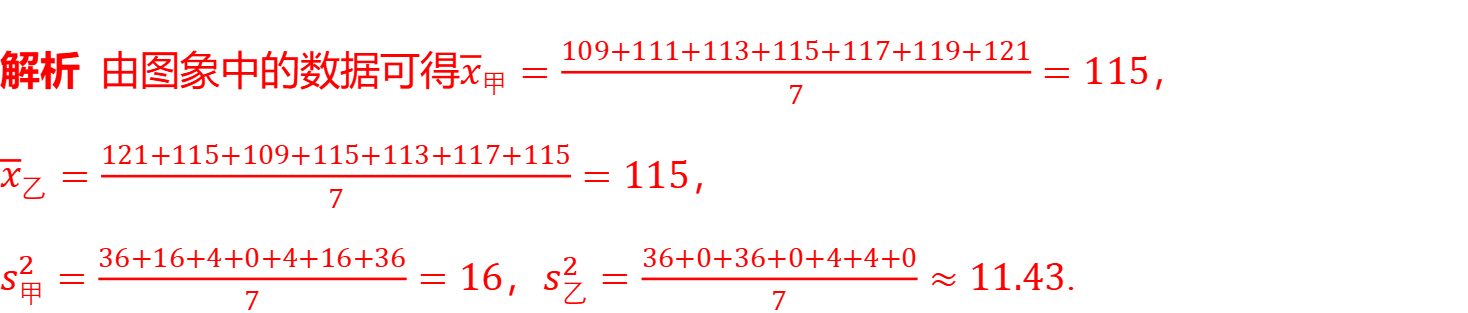 解析 由图象中的数据可得x̅甲 = (109+111+113+115+117+119+121)/7 = 115,
x̅乙 = (121+115+109+115+113+117+115)/7 = 115,
s²甲 = (36+16+4+0+4+16+36)/7 = 16, s²乙 = (36+0+36+0+4+4+0)/7 ≈ 11.43.